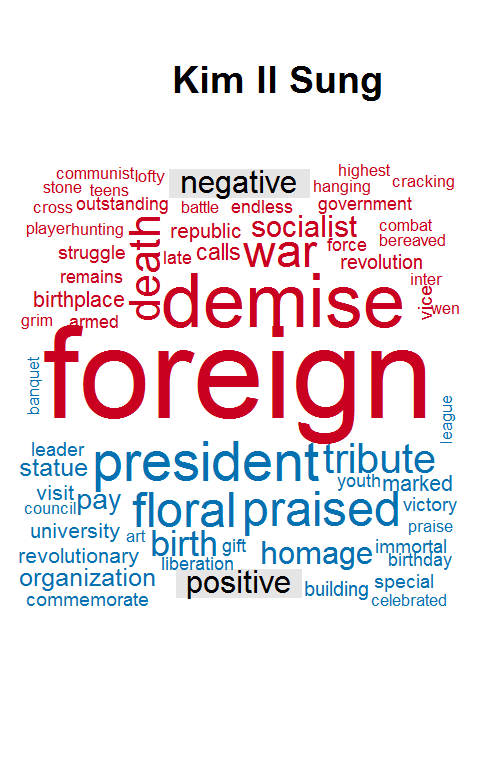 Kim Il Sung
communist lofty negative highest
stone teens hanging cracking
cross outstanding battle endless government
player hunting republic socialist combat
struggle death late calls war force bereaved
remains revolution
birthplace demise inter
grim armed vice wen
foreign
banquet league
leader president tribute
statue youth marked
visit pay floral praised victory
council
university art birth gift praise
revolutionary liberation homage immortal
birthday
organization positive building special
commemorate celebrated